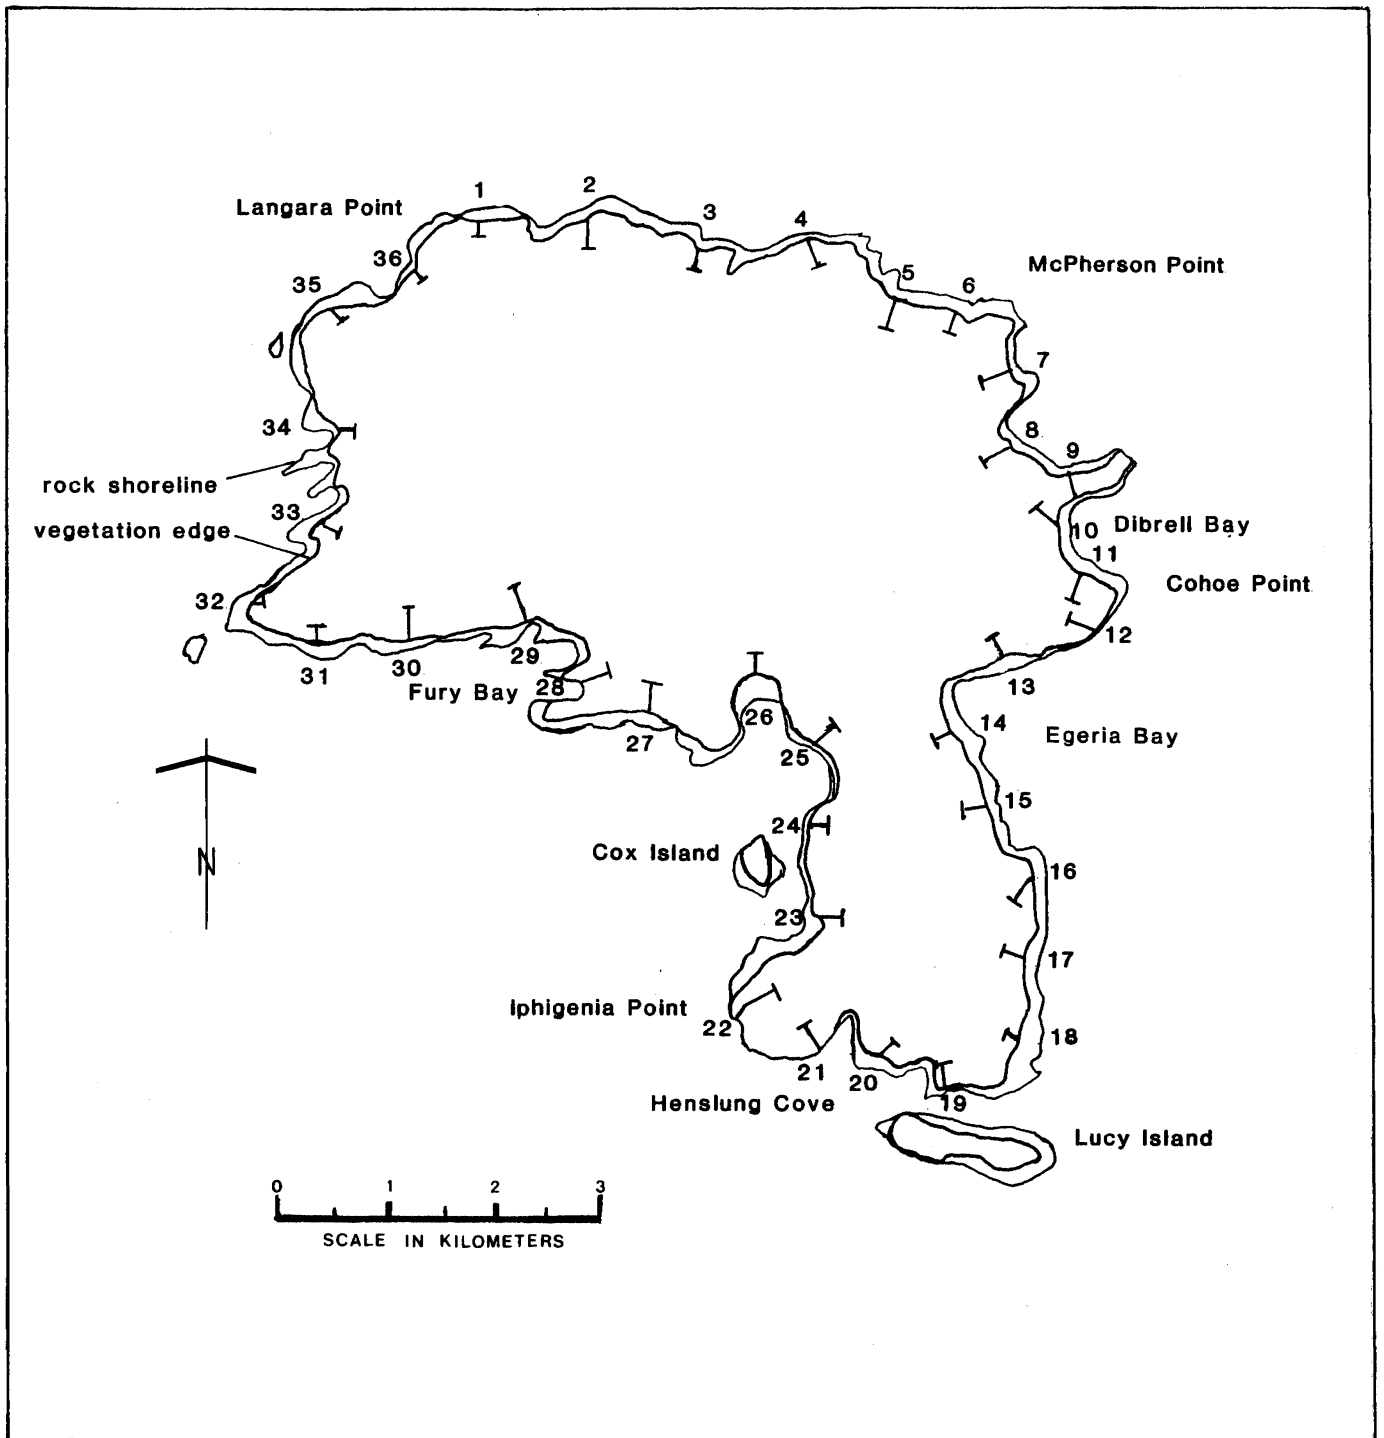 1
2
Langara Point
3
4
36
McPherson Point
5
6
35
7
34
8
9
rock shoreline
33
10 Dibrell Bay
vegetation edge
11
Cohoe Point
32
12
29
30
31
13
28
Fury Bay
26
14
27
25
Egeria Bay
15
24
Cox Island
16
N
23
17
Iphigenia Point
22
18
21
20
19
Henslung Cove
Lucy Island
0 1 2 3
SCALE IN KILOMETERS